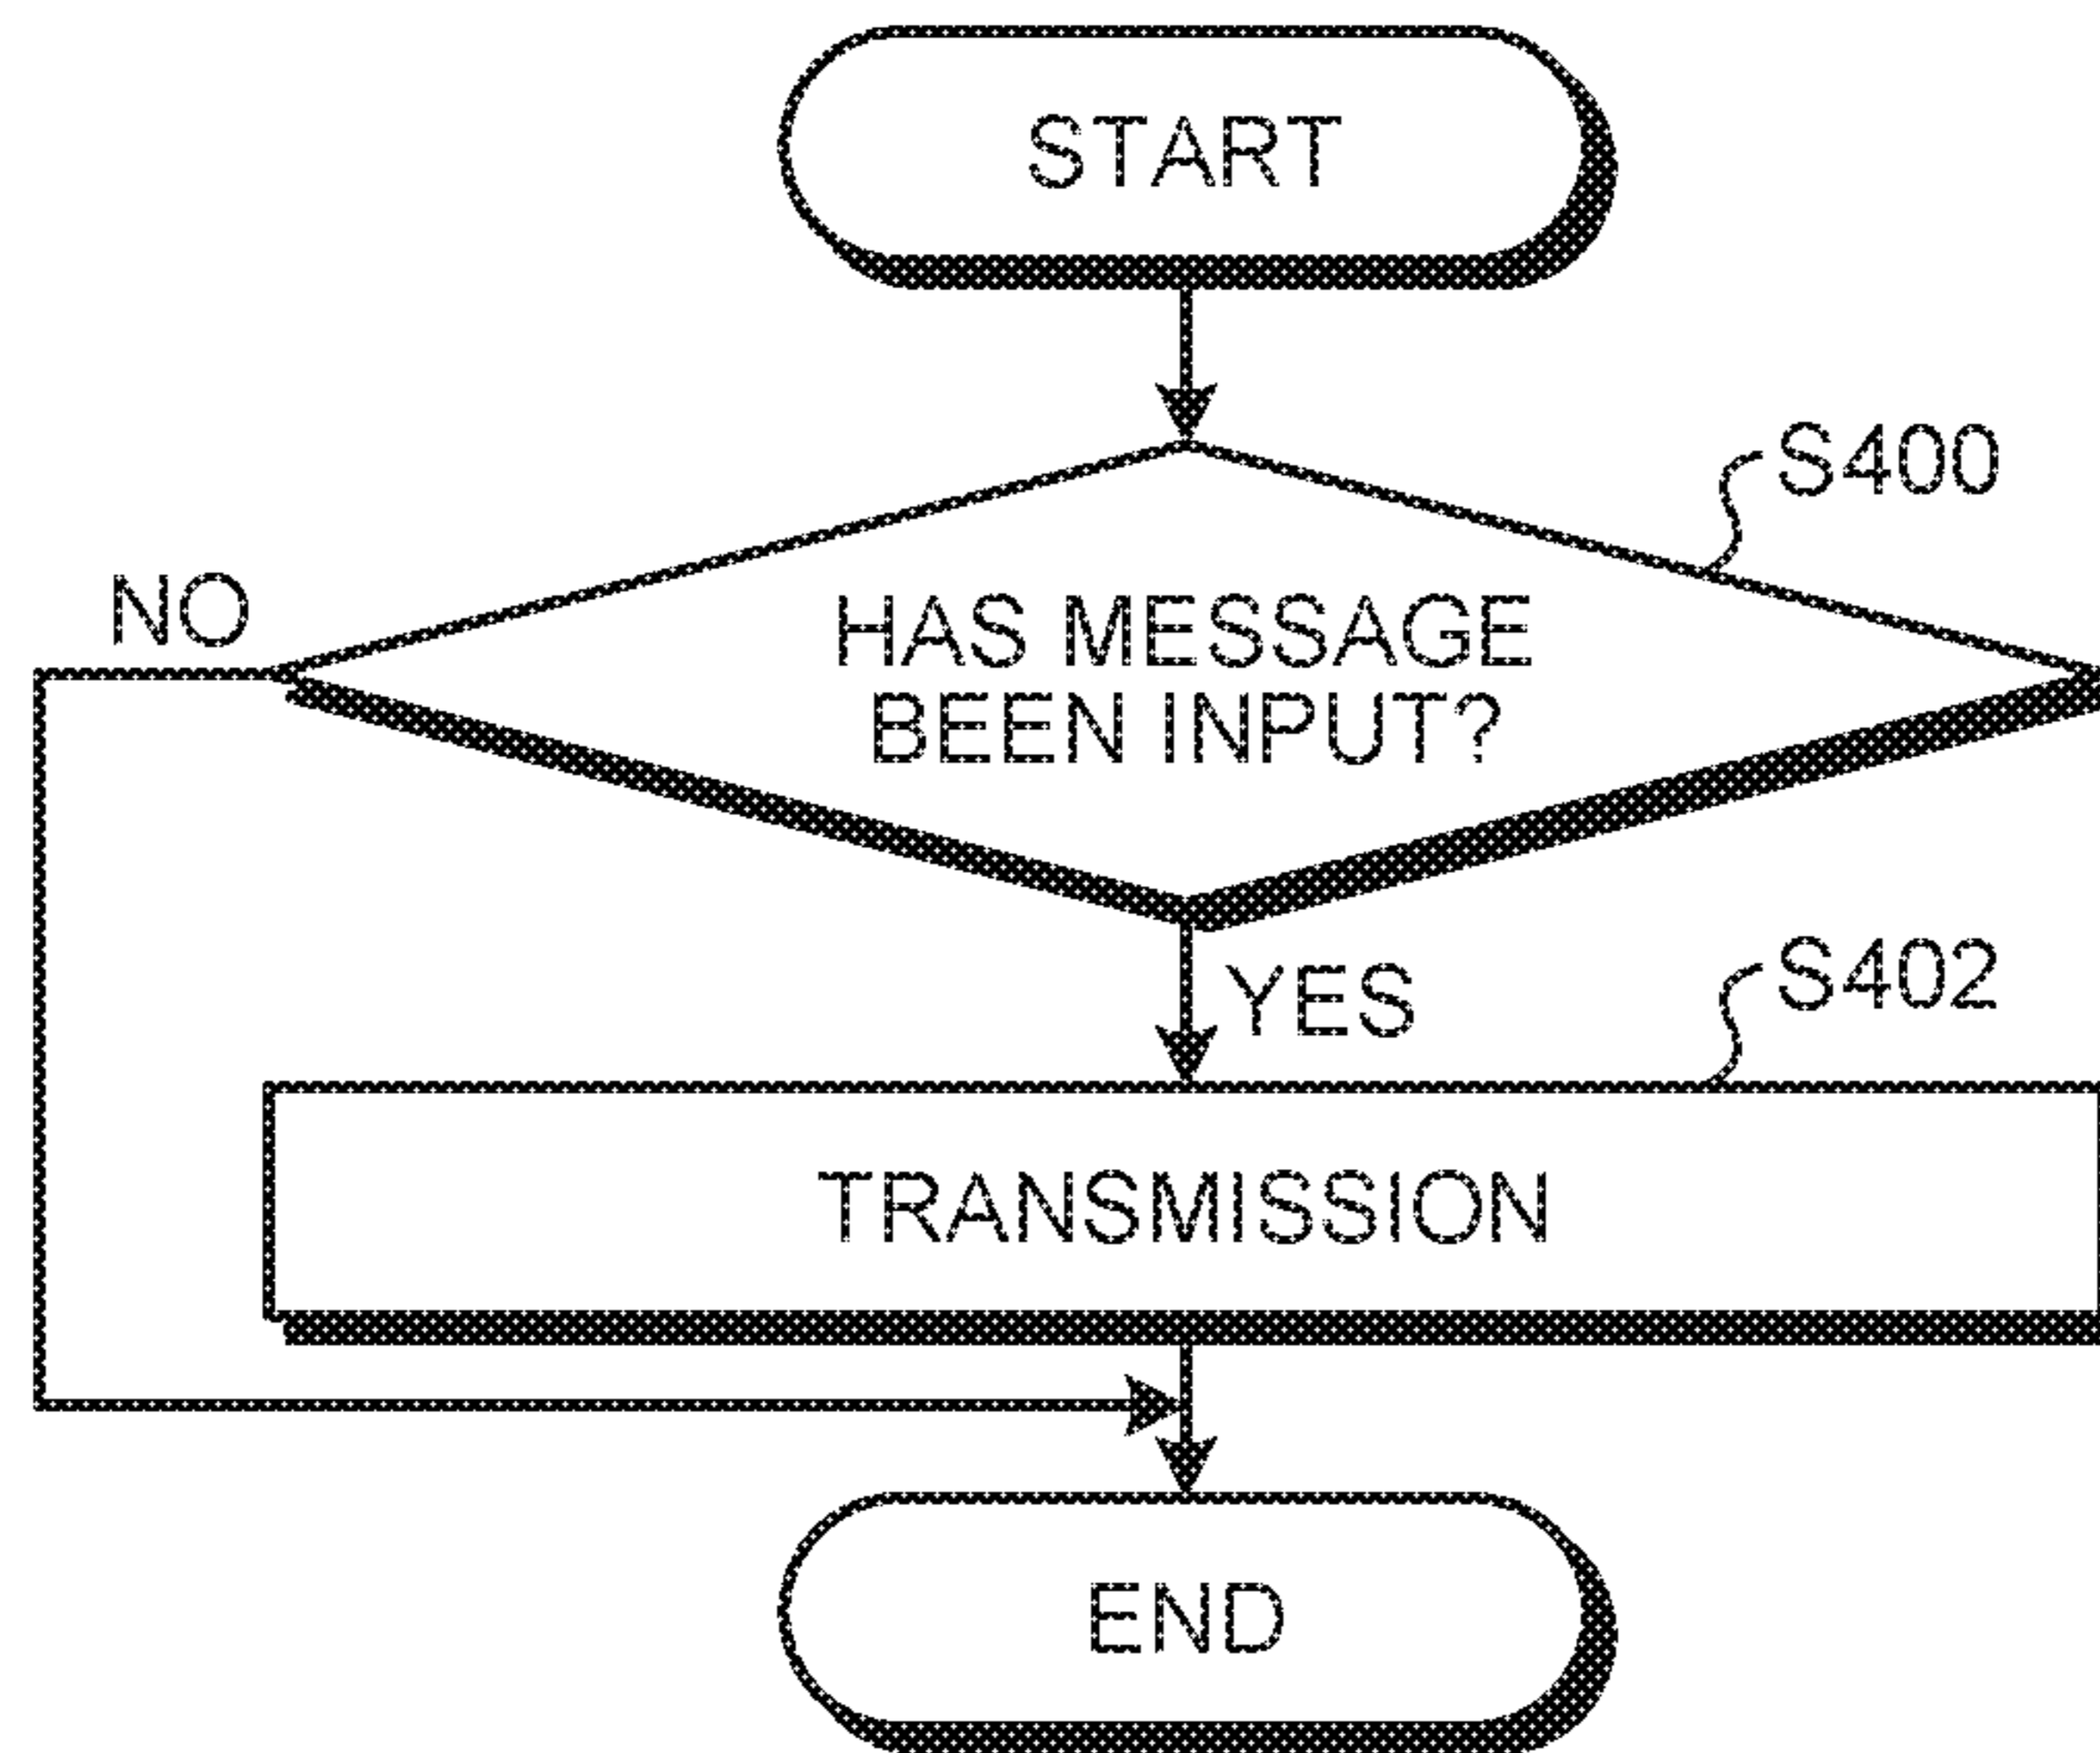 START
S400
NO
HAS MESSAGE
BEEN INPUT?
YES
S402
TRANSMISSION
END